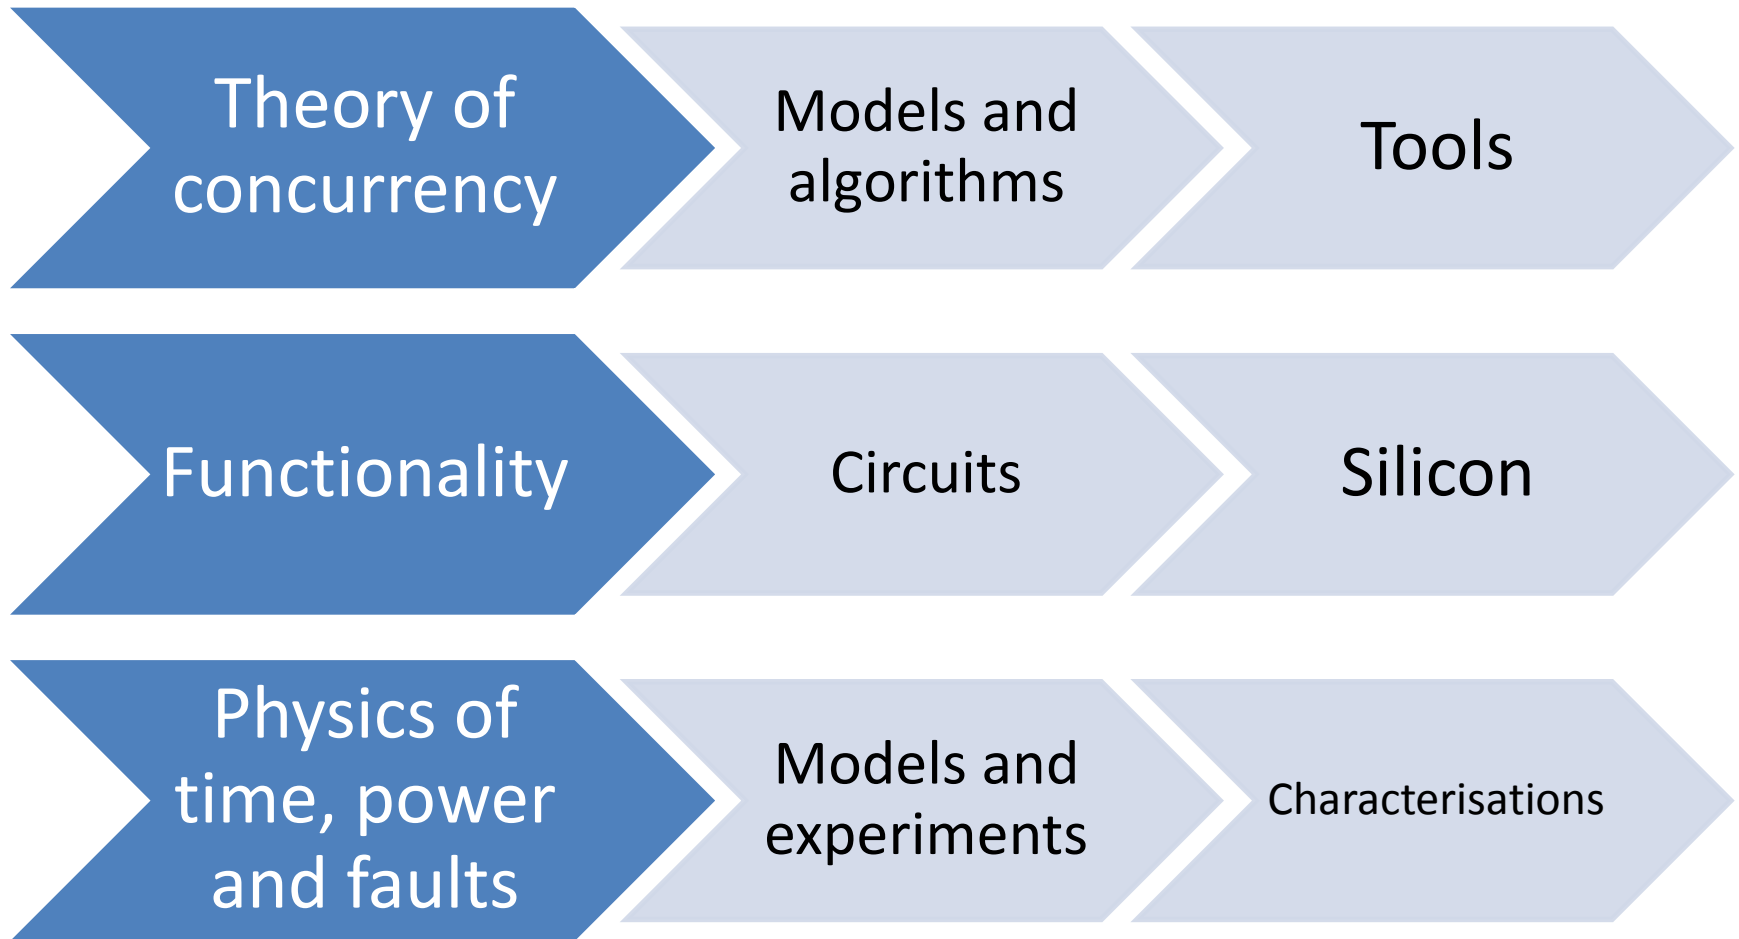 Theory of
concurrency
Models and
algorithms
Tools
Functionality
Circuits
Silicon
Physics of
time, power
and faults
Models and
experiments
Characterisations